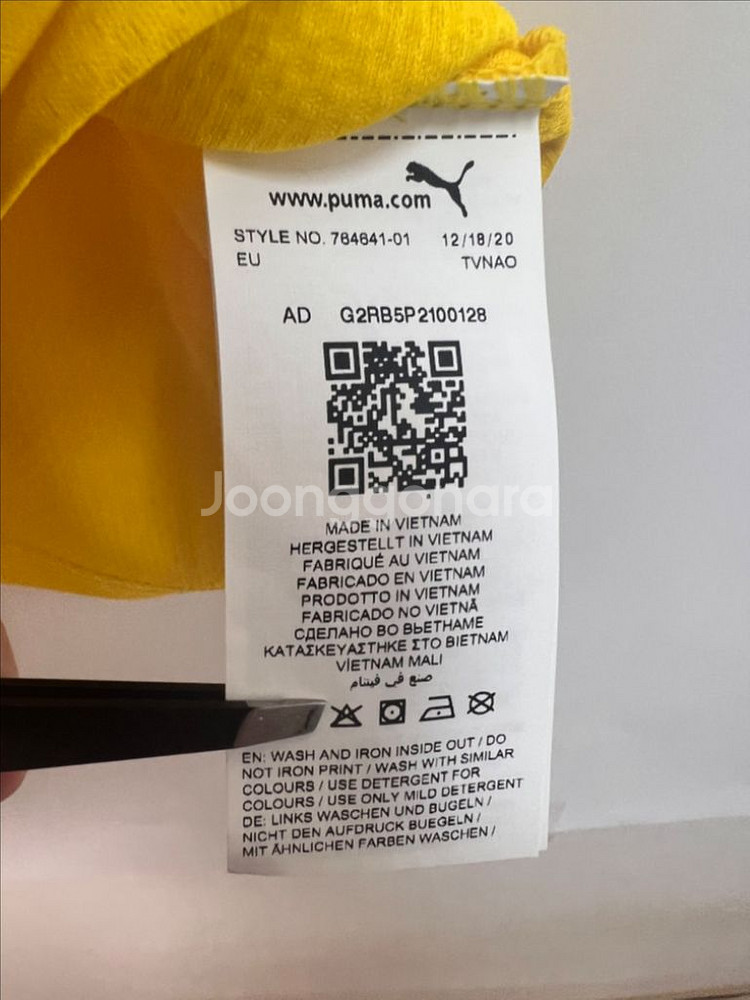 www.puma.com
STYLE NO. 764641-01 12/18/20
EU TVNAO
AD G2RB5P2100128
Joonggonara
MADE IN VIETNAM
HERGESTELLT IN VIETNAM
FABRIQUÉ AU VIETNAM
FABRICADO EN VIETNAM
PRODOTTO IN VIETNAM
FABRICADO NO VIETNÃ
СДЕЛАНО ВО ВЬЕТНАМЕ
ΚΑΤΑΣΚΕΥΑΣΤΗΚΕ ΣΤΟ ΒΙΕΤΝΑΜ
VİETNAM MALI
صنع في فيتنام
EN: WASH AND IRON INSIDE OUT / DO
NOT IRON PRINT / WASH WITH SIMILAR
COLOURS / USE DETERGENT FOR
COLOURS / USE ONLY MILD DETERGENT
DE: LINKS WASCHEN UND BUGELN /
NICHT DEN AUFDRUCK BUEGELN /
MIT ÄHNLICHEN FARBEN WASCHEN /